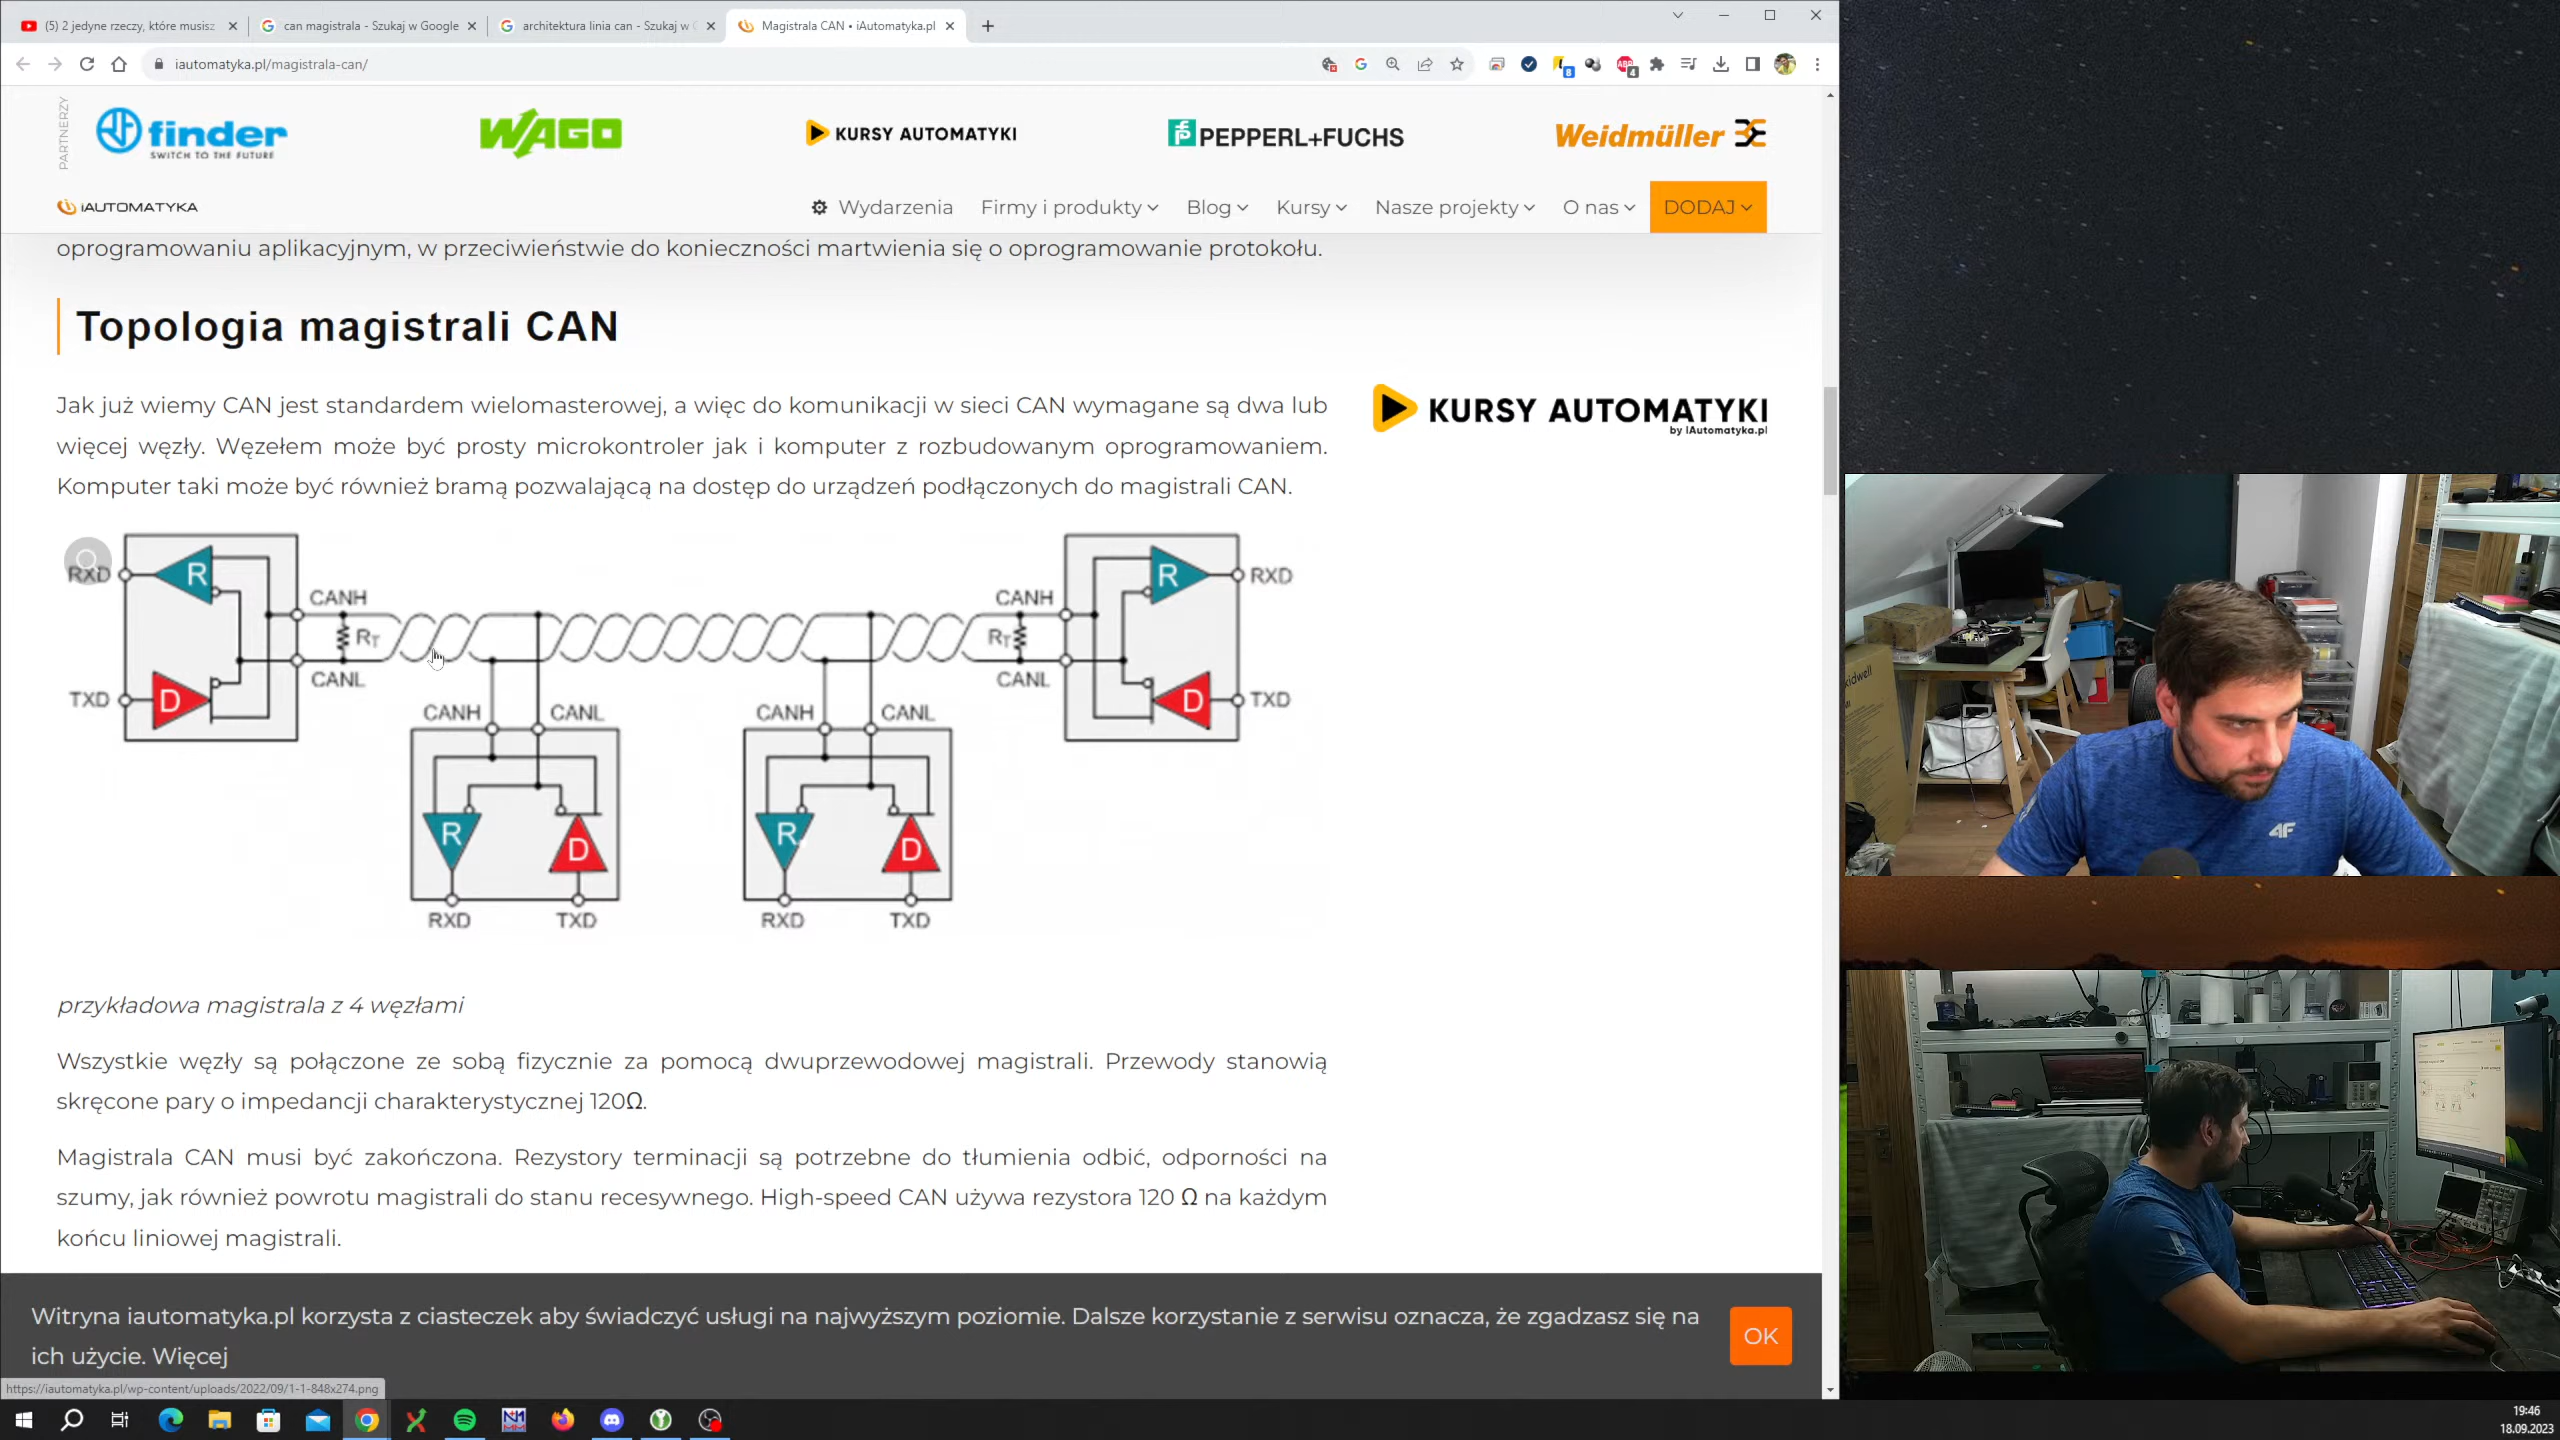 (5) 2 jedyne rzeczy, które musisz
can magistrala - Szukaj w Google
architektura linia can - Szukaj w G
Magistrala CAN • iAutomatyka.pl
iautomatyka.pl/magistrala-can/
8
ABP
4
PARTNERZY
finder
SWITCH TO THE FUTURE
WAGO
KURSY AUTOMATYKI
PEPPERL+FUCHS
Weidmüller
iAUTOMATYKA
Wydarzenia
Firmy i produkty
Blog
Kursy
Nasze projekty
O nas
DODAJ
oprogramowaniu aplikacyjnym, w przeciwieństwie do konieczności martwienia się o oprogramowanie protokołu.
Topologia magistrali CAN
Jak już wiemy CAN jest standardem wielomasterowej, a więc do komunikacji w sieci CAN wymagane są dwa lub
więcej węzły. Węzełem może być prosty microkontroler jak i komputer z rozbudowanym oprogramowaniem.
Komputer taki może być również bramą pozwalającą na dostęp do urządzeń podłączonych do magistrali CAN.
KURSY AUTOMATYKI
by iAutomatyka.pl
RXD
R
CANH
CANH
R
RXD
RT
RT
TXD
D
CANL
CANL
D
TXD
CANH
CANL
CANH
CANL
R
D
R
D
RXD
TXD
RXD
TXD
przykładowa magistrala z 4 węzłami
Wszystkie węzły są połączone ze sobą fizycznie za pomocą dwuprzewodowej magistrali. Przewody stanowią
skręcone pary o impedancji charakterystycznej 120Ω.
Magistrala CAN musi być zakończona. Rezystory terminacji są potrzebne do tłumienia odbić, odporności na
szumy, jak również powrotu magistrali do stanu recesywnego. High-speed CAN używa rezystora 120 Ω na każdym
końcu liniowej magistrali.
Witryna iautomatyka.pl korzysta z ciasteczek aby świadczyć usługi na najwyższym poziomie. Dalsze korzystanie z serwisu oznacza, że zgadzasz się na
ich użycie. Więcej
OK
https://iautomatyka.pl/wp-content/uploads/2022/09/1-1-848x274.png
19:46
18.09.2023
kidwell
4F